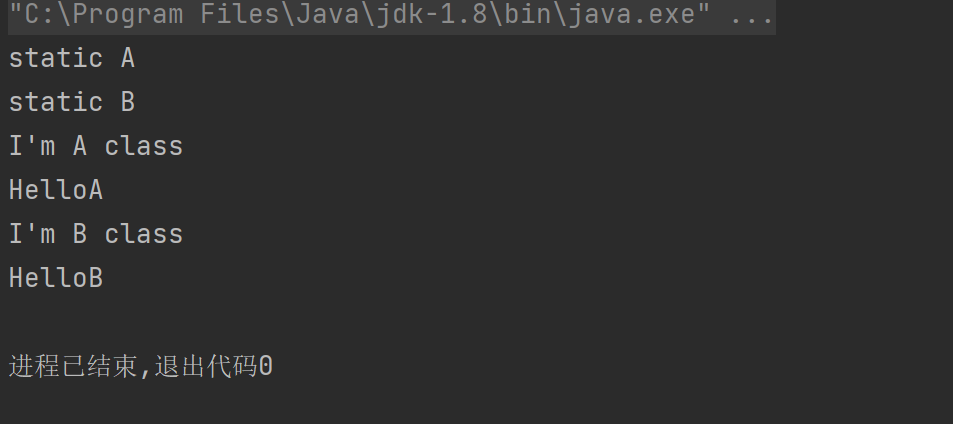 "C:\Program Files\Java\jdk-1.8\bin\java.exe" ...
static A
static B
I'm A class
HelloA
I'm B class
HelloB
进程已结束,退出代码0